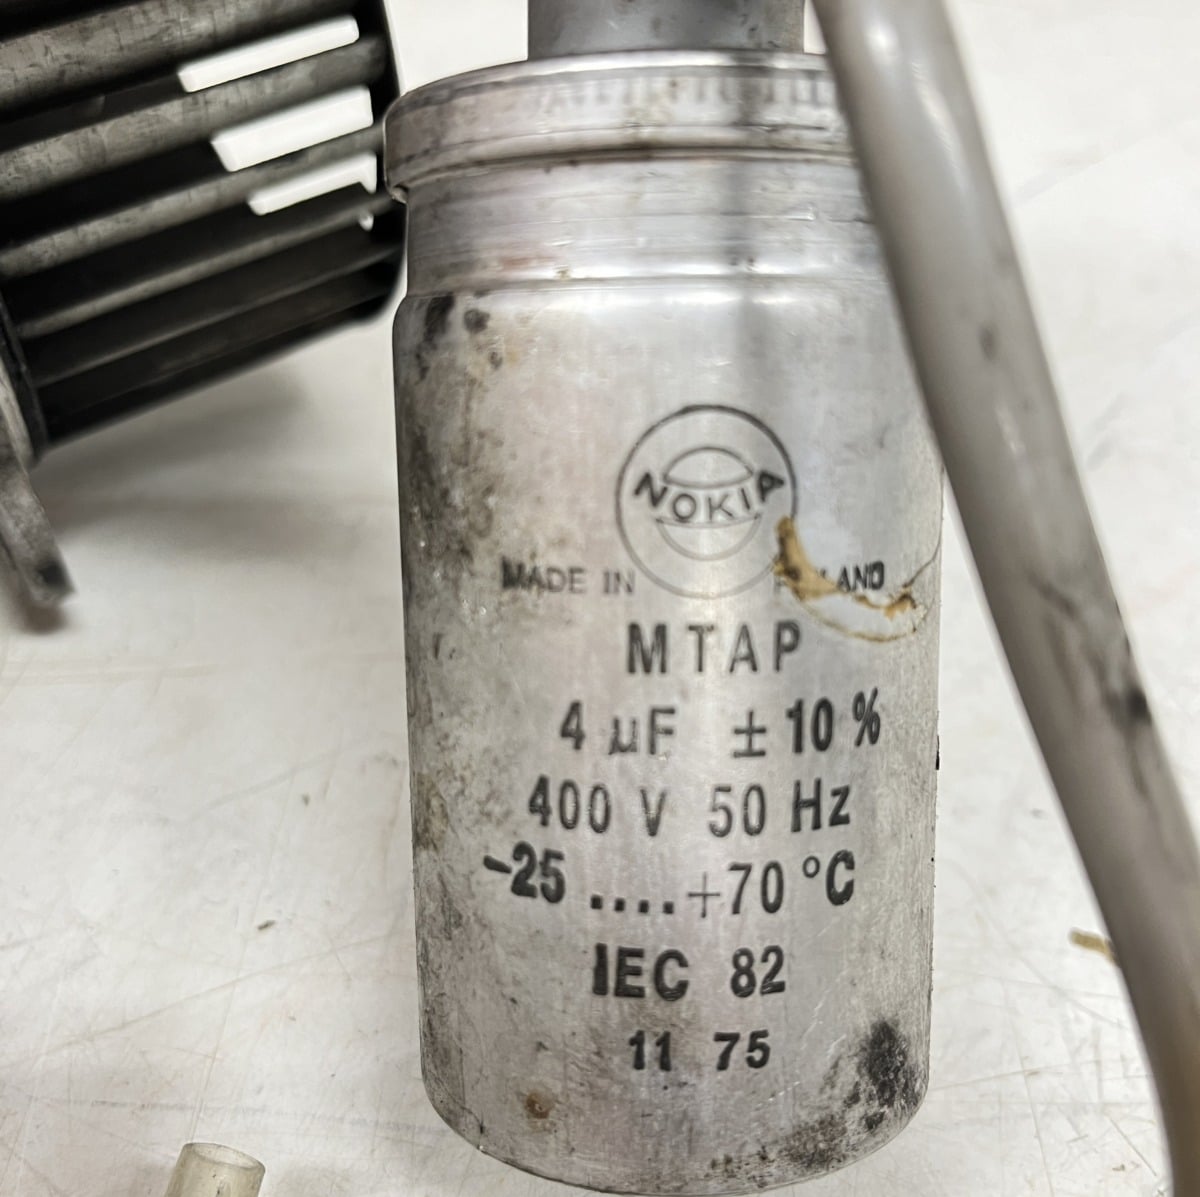 NOKIA
MADE IN
MTAP
4 µF ± 10 %
400 V 50 Hz
-25 ....+70 °C
IEC 82
11 75